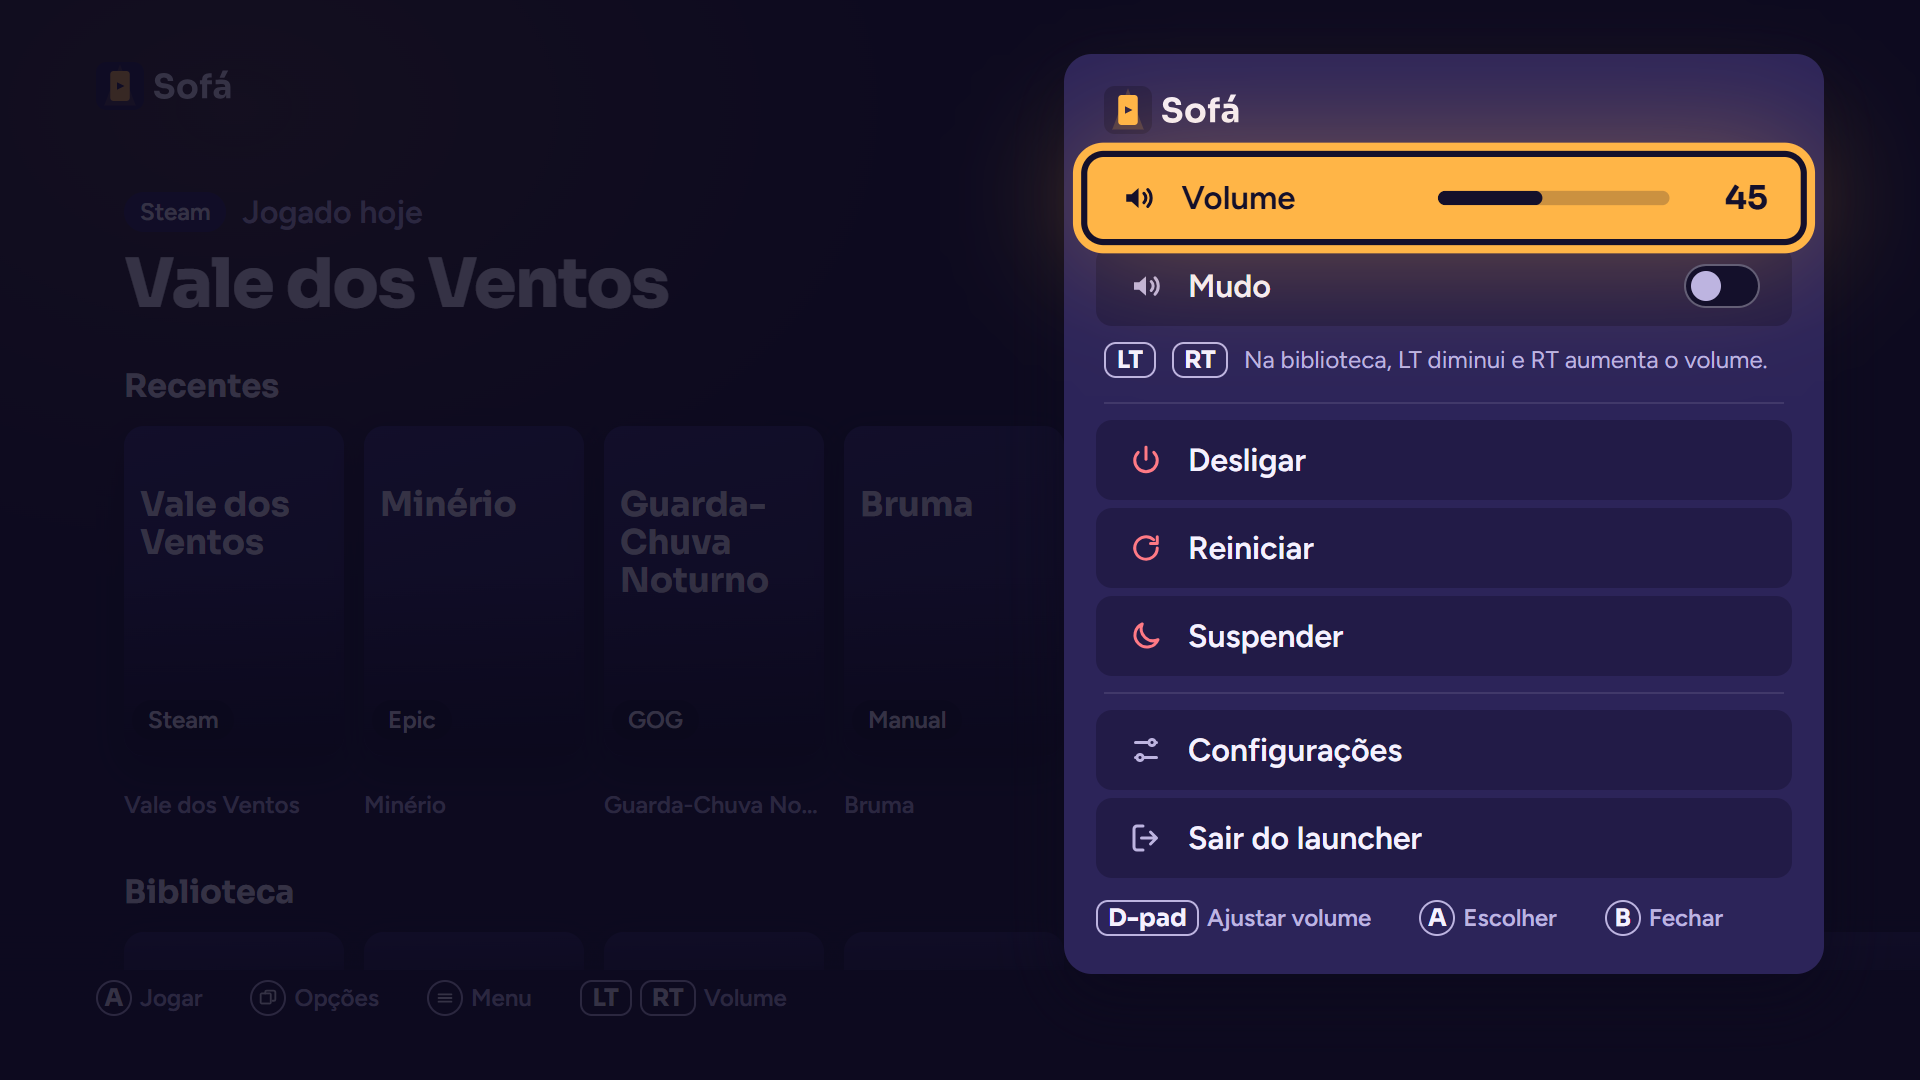 Sofá
Steam Jogado hoje
Vale dos Ventos
Recentes
Vale dos
Ventos
Steam
Vale dos Ventos
Minério
Epic
Minério
Guarda-
Chuva
Noturno
GOG
Guarda-Chuva No...
Bruma
Manual
Bruma
Biblioteca
A Jogar Opções Menu LT RT Volume
Sofá
Volume 45
Mudo
LT RT Na biblioteca, LT diminui e RT aumenta o volume.
Desligar
Reiniciar
Suspender
Configurações
Sair do launcher
D-pad Ajustar volume A Escolher B Fechar